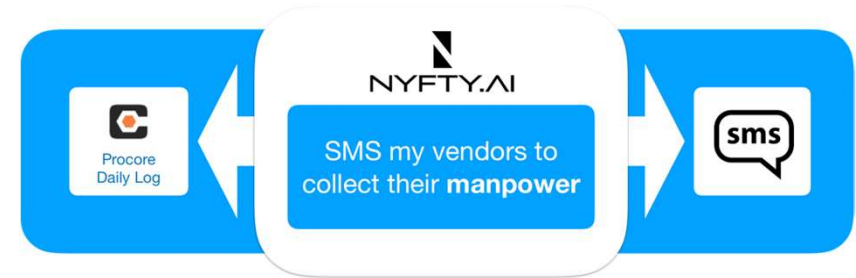 NYFTY.AI
Procore
Daily Log
SMS my vendors to
collect their manpower
sms